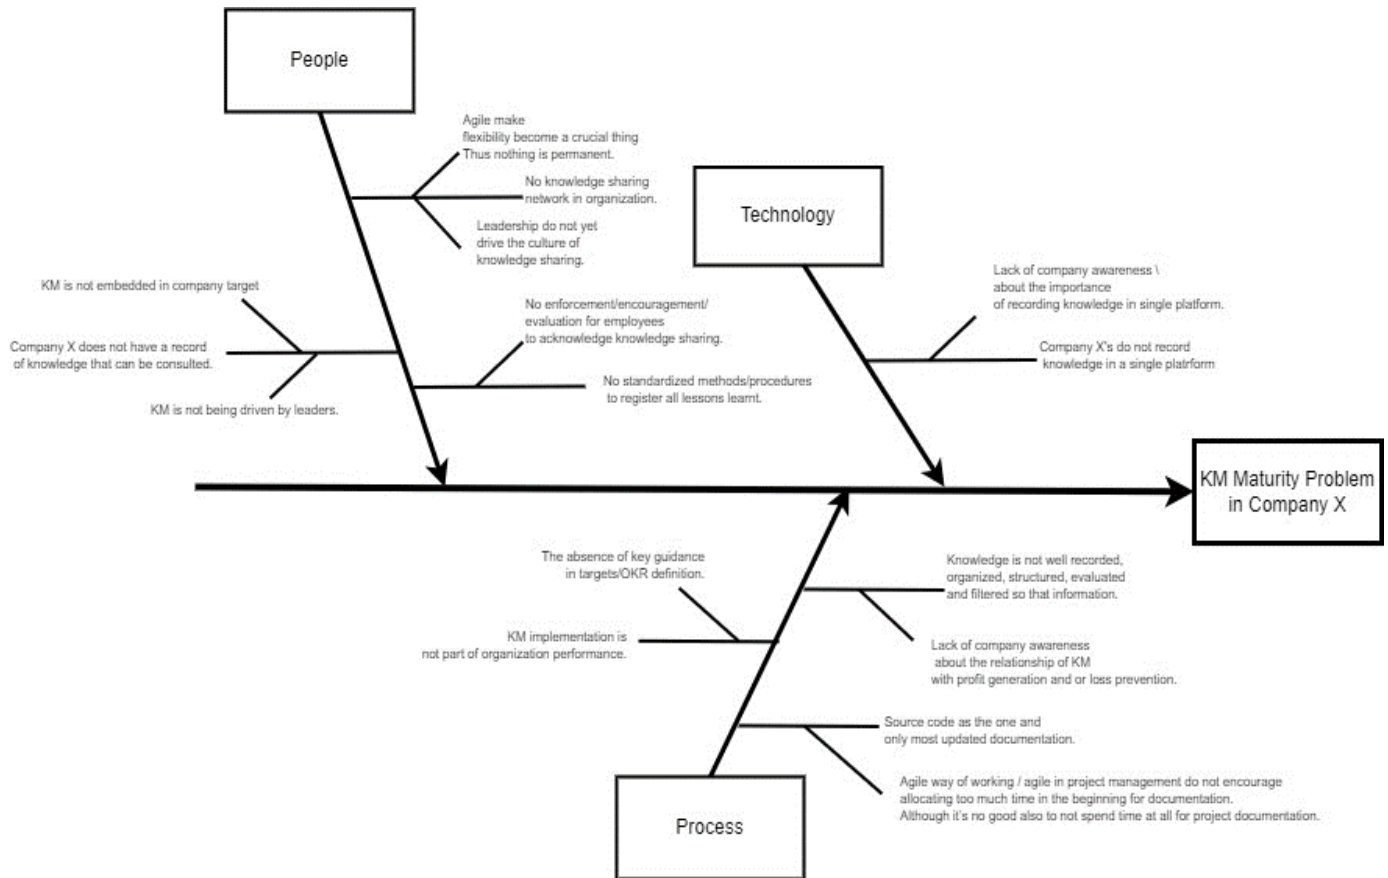 People
Agile make
flexibility become a crucial thing
Thus nothing is permanent.
No knowledge sharing
network in organization.
Leadership do not yet
drive the culture of
knowledge sharing.
KM is not embedded in company target
Company X does not have a record
of knowledge that can be consulted.
KM is not being driven by leaders.
No enforcement/encouragement/
evaluation for employees
to acknowledge knowledge sharing.
No standardized methods/procedures
to register all lessons learnt.
Technology
Lack of company awareness \
about the importance
of recording knowledge in single platform.
Company X's do not record
knowledge in a single platrform
KM Maturity Problem
in Company X
The absence of key guidance
in targets/OKR definition.
KM implementation is
not part of organization performance.
Knowledge is not well recorded,
organized, structured, evaluated
and filtered so that information.
Lack of company awareness
about the relationship of KM
with profit generation and or loss prevention.
Source code as the one and
only most updated documentation.
Agile way of working / agile in project management do not encourage
allocating too much time in the beginning for documentation.
Although it's no good also to not spend time at all for project documentation.
Process